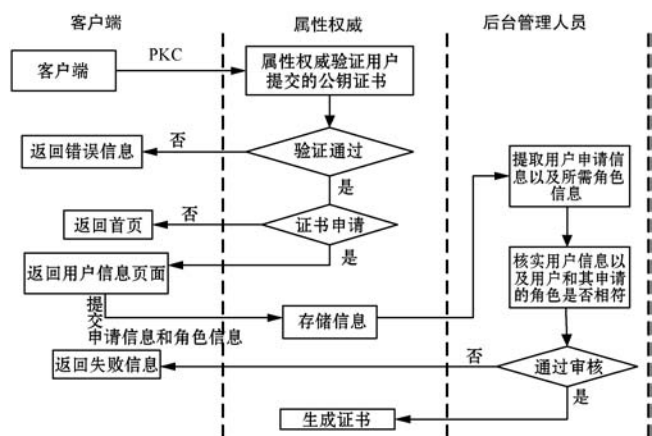 客户端
属性权威
后台管理人员
客户端
PKC
属性权威验证用户
提交的公钥证书
返回错误信息
否
验证通过
是
提取用户申请信
息以及所需角色
信息
返回首页
否
证书申请
是
返回用户信息页面
核实用户信息以
及用户和其申请
的角色是否相符
提交
申请信息和角色信息
存储信息
返回失败信息
否
通过审核
是
生成证书